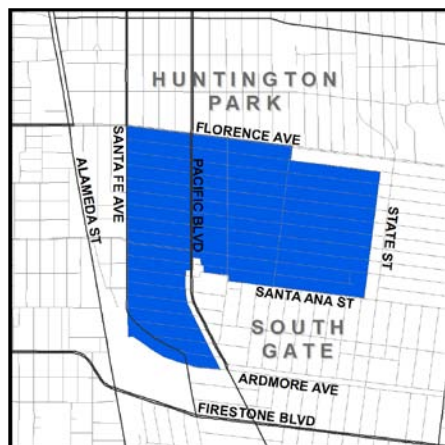 HUNTINGTON
PARK
FLORENCE AVE
SANTA FE AVE
ALAMEDA ST
PACIFIC BLVD
STATE ST
SANTA ANA ST
SOUTH
GATE
ARDMORE AVE
FIRESTONE BLVD